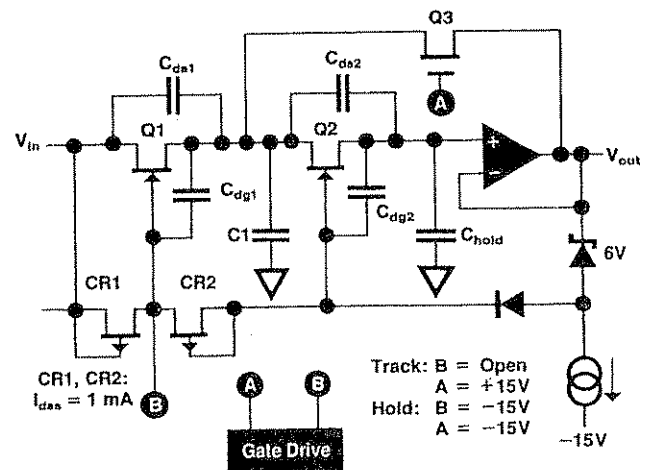 Q3
C_ds1
C_ds2
A
V_in
Q1
Q2
+
−
V_out
C_dg1
C1
C_dg2
C_hold
6V
CR1
CR2
CR1, CR2:
I_dss = 1 mA
B
A
B
Gate Drive
Track: B = Open
A = +15V
Hold: B = −15V
A = −15V
−15V